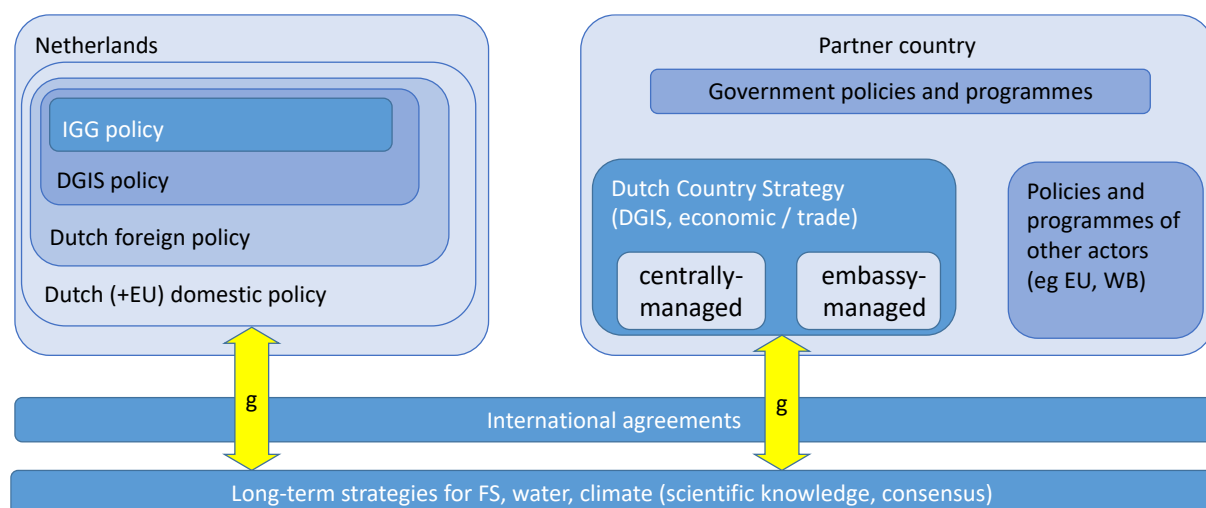 Netherlands
IGG policy
DGIS policy
Dutch foreign policy
Dutch (+EU) domestic policy
Partner country
Government policies and programmes
Dutch Country Strategy
(DGIS, economic / trade)
centrally-
managed
embassy-
managed
Policies and
programmes of
other actors
(eg EU, WB)
g
g
International agreements
Long-term strategies for FS, water, climate (scientific knowledge, consensus)